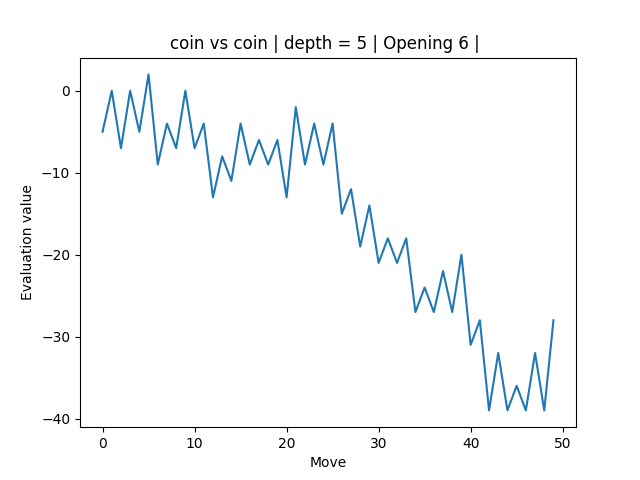 coin vs coin | depth = 5 | Opening 6 |
0
−10
−20
−30
−40
Evaluation value
0 10 20 30 40 50
Move